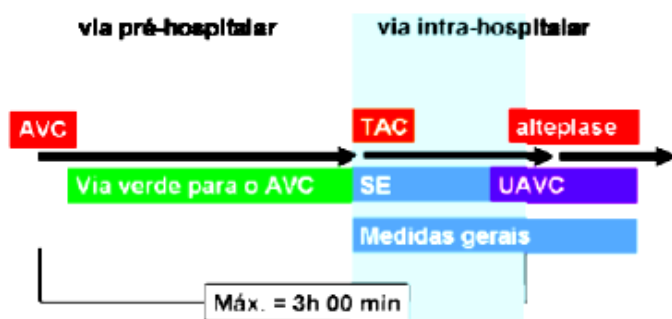 via pré-hospitalar
via intra-hospitalar
AVC
TAC
alteplase
Via verde para o AVC
SE
UAVC
Medidas gerais
Máx. = 3h 00 min